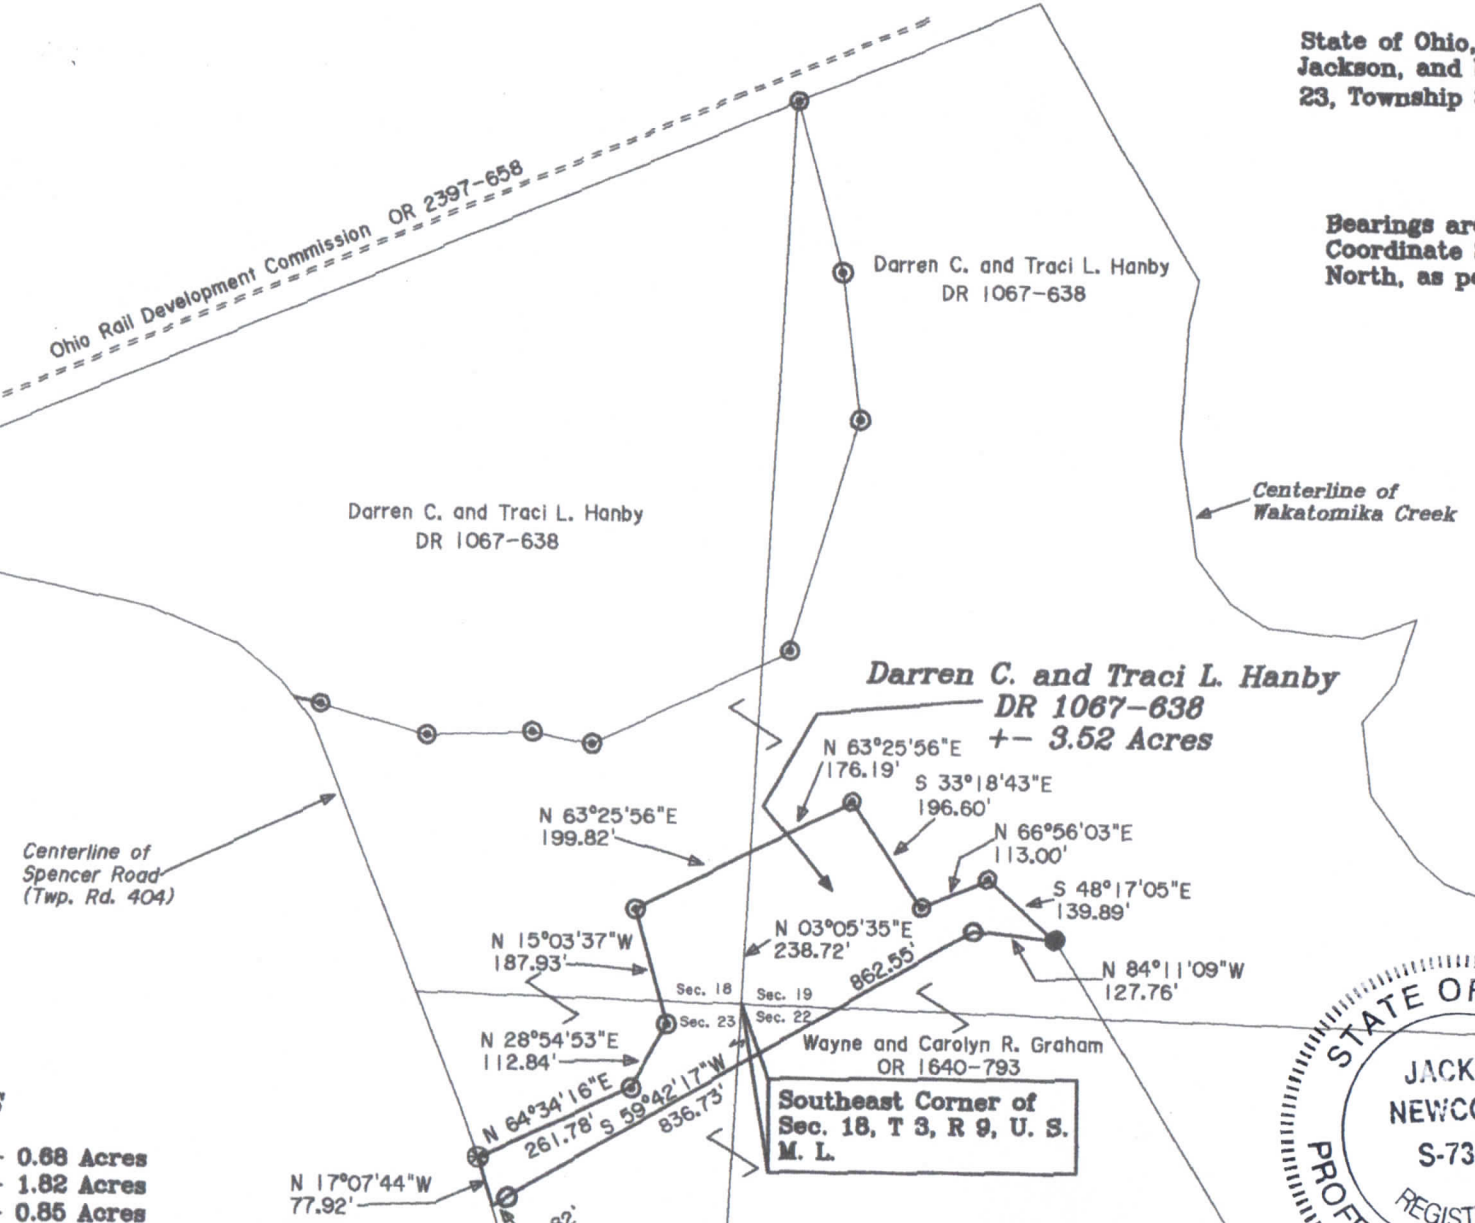 State of Ohio,
Jackson, and
23, Township
Ohio Rail Development Commission OR 2397-658
Bearings are
Coordinate
North, as pe
Darren C. and Traci L. Hanby
DR 1067-638
Centerline of
Wakatomika Creek
Darren C. and Traci L. Hanby
DR 1067-638
Darren C. and Traci L. Hanby
DR 1067-638
+- 3.52 Acres
N 63°25'56"E
176.19'
S 33°18'43"E
196.60'
N 63°25'56"E
199.82'
N 66°56'03"E
113.00'
Centerline of
Spencer Road
(Twp. Rd. 404)
S 48°17'05"E
139.89'
N 15°03'37"W
187.93'
N 03°05'35"E
238.72'
862.55'
N 84°11'09"W
127.76'
Sec. 18
Sec. 19
Sec. 23
Sec. 22
N 28°54'53"E
112.84'
Wayne and Carolyn R. Graham
OR 1640-793
N 64°34'16"E
261.78'
S 59°42'17"W
836.73'
Southeast Corner of
Sec. 18, T 3, R 9, U. S.
M. L.
- 0.68 Acres
- 1.82 Acres
- 0.85 Acres
N 17°07'44"W
77.92'
STATE OF
JACK
NEWCO
S-73
PROF
REGIST